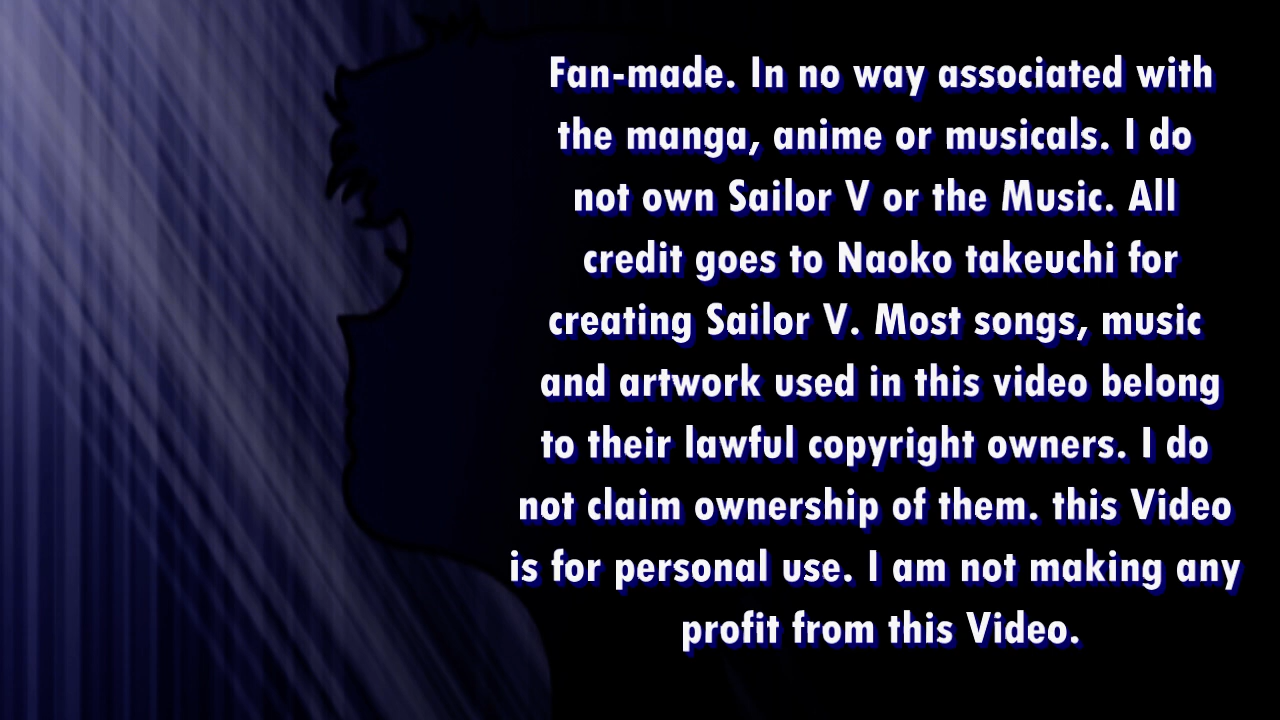 Fan-made. In no way associated with
the manga, anime or musicals. I do
not own Sailor V or the Music. All
credit goes to Naoko takeuchi for
creating Sailor V. Most songs, music
and artwork used in this video belong
to their lawful copyright owners. I do
not claim ownership of them. this Video
is for personal use. I am not making any
profit from this Video.